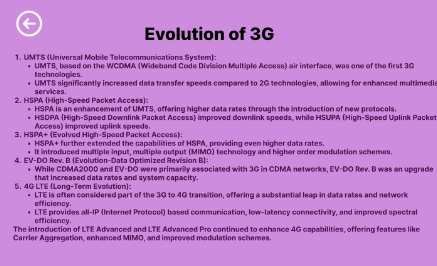 Evolution of 3G
1. UMTS (Universal Mobile Telecommunications System):
• UMTS, based on the WCDMA (Wideband Code Division Multiple Access) air interface, was one of the first 3G
technologies.
• UMTS significantly increased data transfer speeds compared to 2G technologies, allowing for enhanced multimedia
services.
2. HSPA (High-Speed Packet Access):
• HSPA is an enhancement of UMTS, offering higher data rates through the introduction of new protocols.
• HSDPA (High-Speed Downlink Packet Access) improved downlink speeds, while HSUPA (High-Speed Uplink Packet
Access) improved uplink speeds.
3. HSPA+ (Evolved High-Speed Packet Access):
• HSPA+ further extended the capabilities of HSPA, providing even higher data rates.
• It introduced multiple input, multiple output (MIMO) technology and higher order modulation schemes.
4. EV-DO Rev. B (Evolution-Data Optimized Revision B):
• While CDMA2000 and EV-DO were primarily associated with 3G in CDMA networks, EV-DO Rev. B was an upgrade
that increased data rates and system capacity.
5. 4G LTE (Long-Term Evolution):
• LTE is often considered part of the 3G to 4G transition, offering a substantial leap in data rates and network
efficiency.
• LTE provides all-IP (Internet Protocol) based communication, low-latency connectivity, and improved spectral
efficiency.
The introduction of LTE Advanced and LTE Advanced Pro continued to enhance 4G capabilities, offering features like
Carrier Aggregation, enhanced MIMO, and improved modulation schemes.